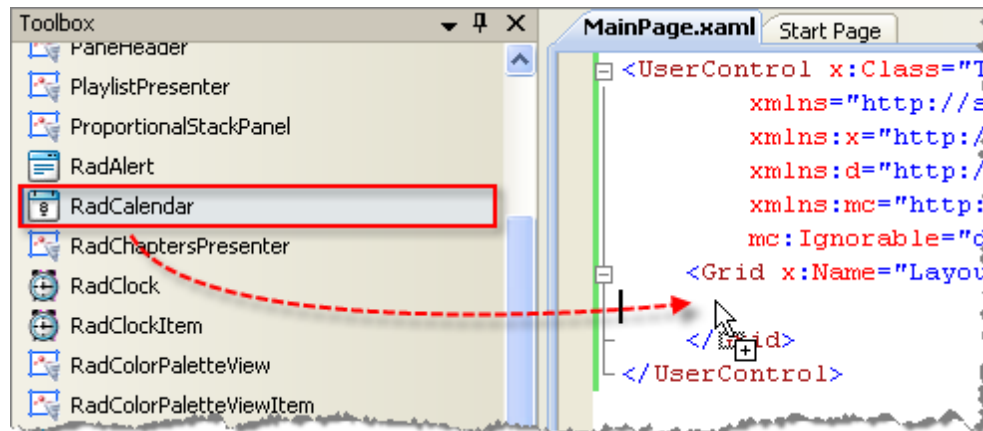 Toolbox
PaneHeader
PlaylistPresenter
ProportionalStackPanel
RadAlert
RadCalendar
RadChaptersPresenter
RadClock
RadClockItem
RadColorPaletteView
RadColorPaletteViewItem
MainPage.xaml
Start Page
<UserControl x:Class="T
xmlns="http://s
xmlns:x="http:/
xmlns:d="http:/
xmlns:mc="http:
mc:Ignorable="d
<Grid x:Name="Layou
</Grid>
</UserControl>